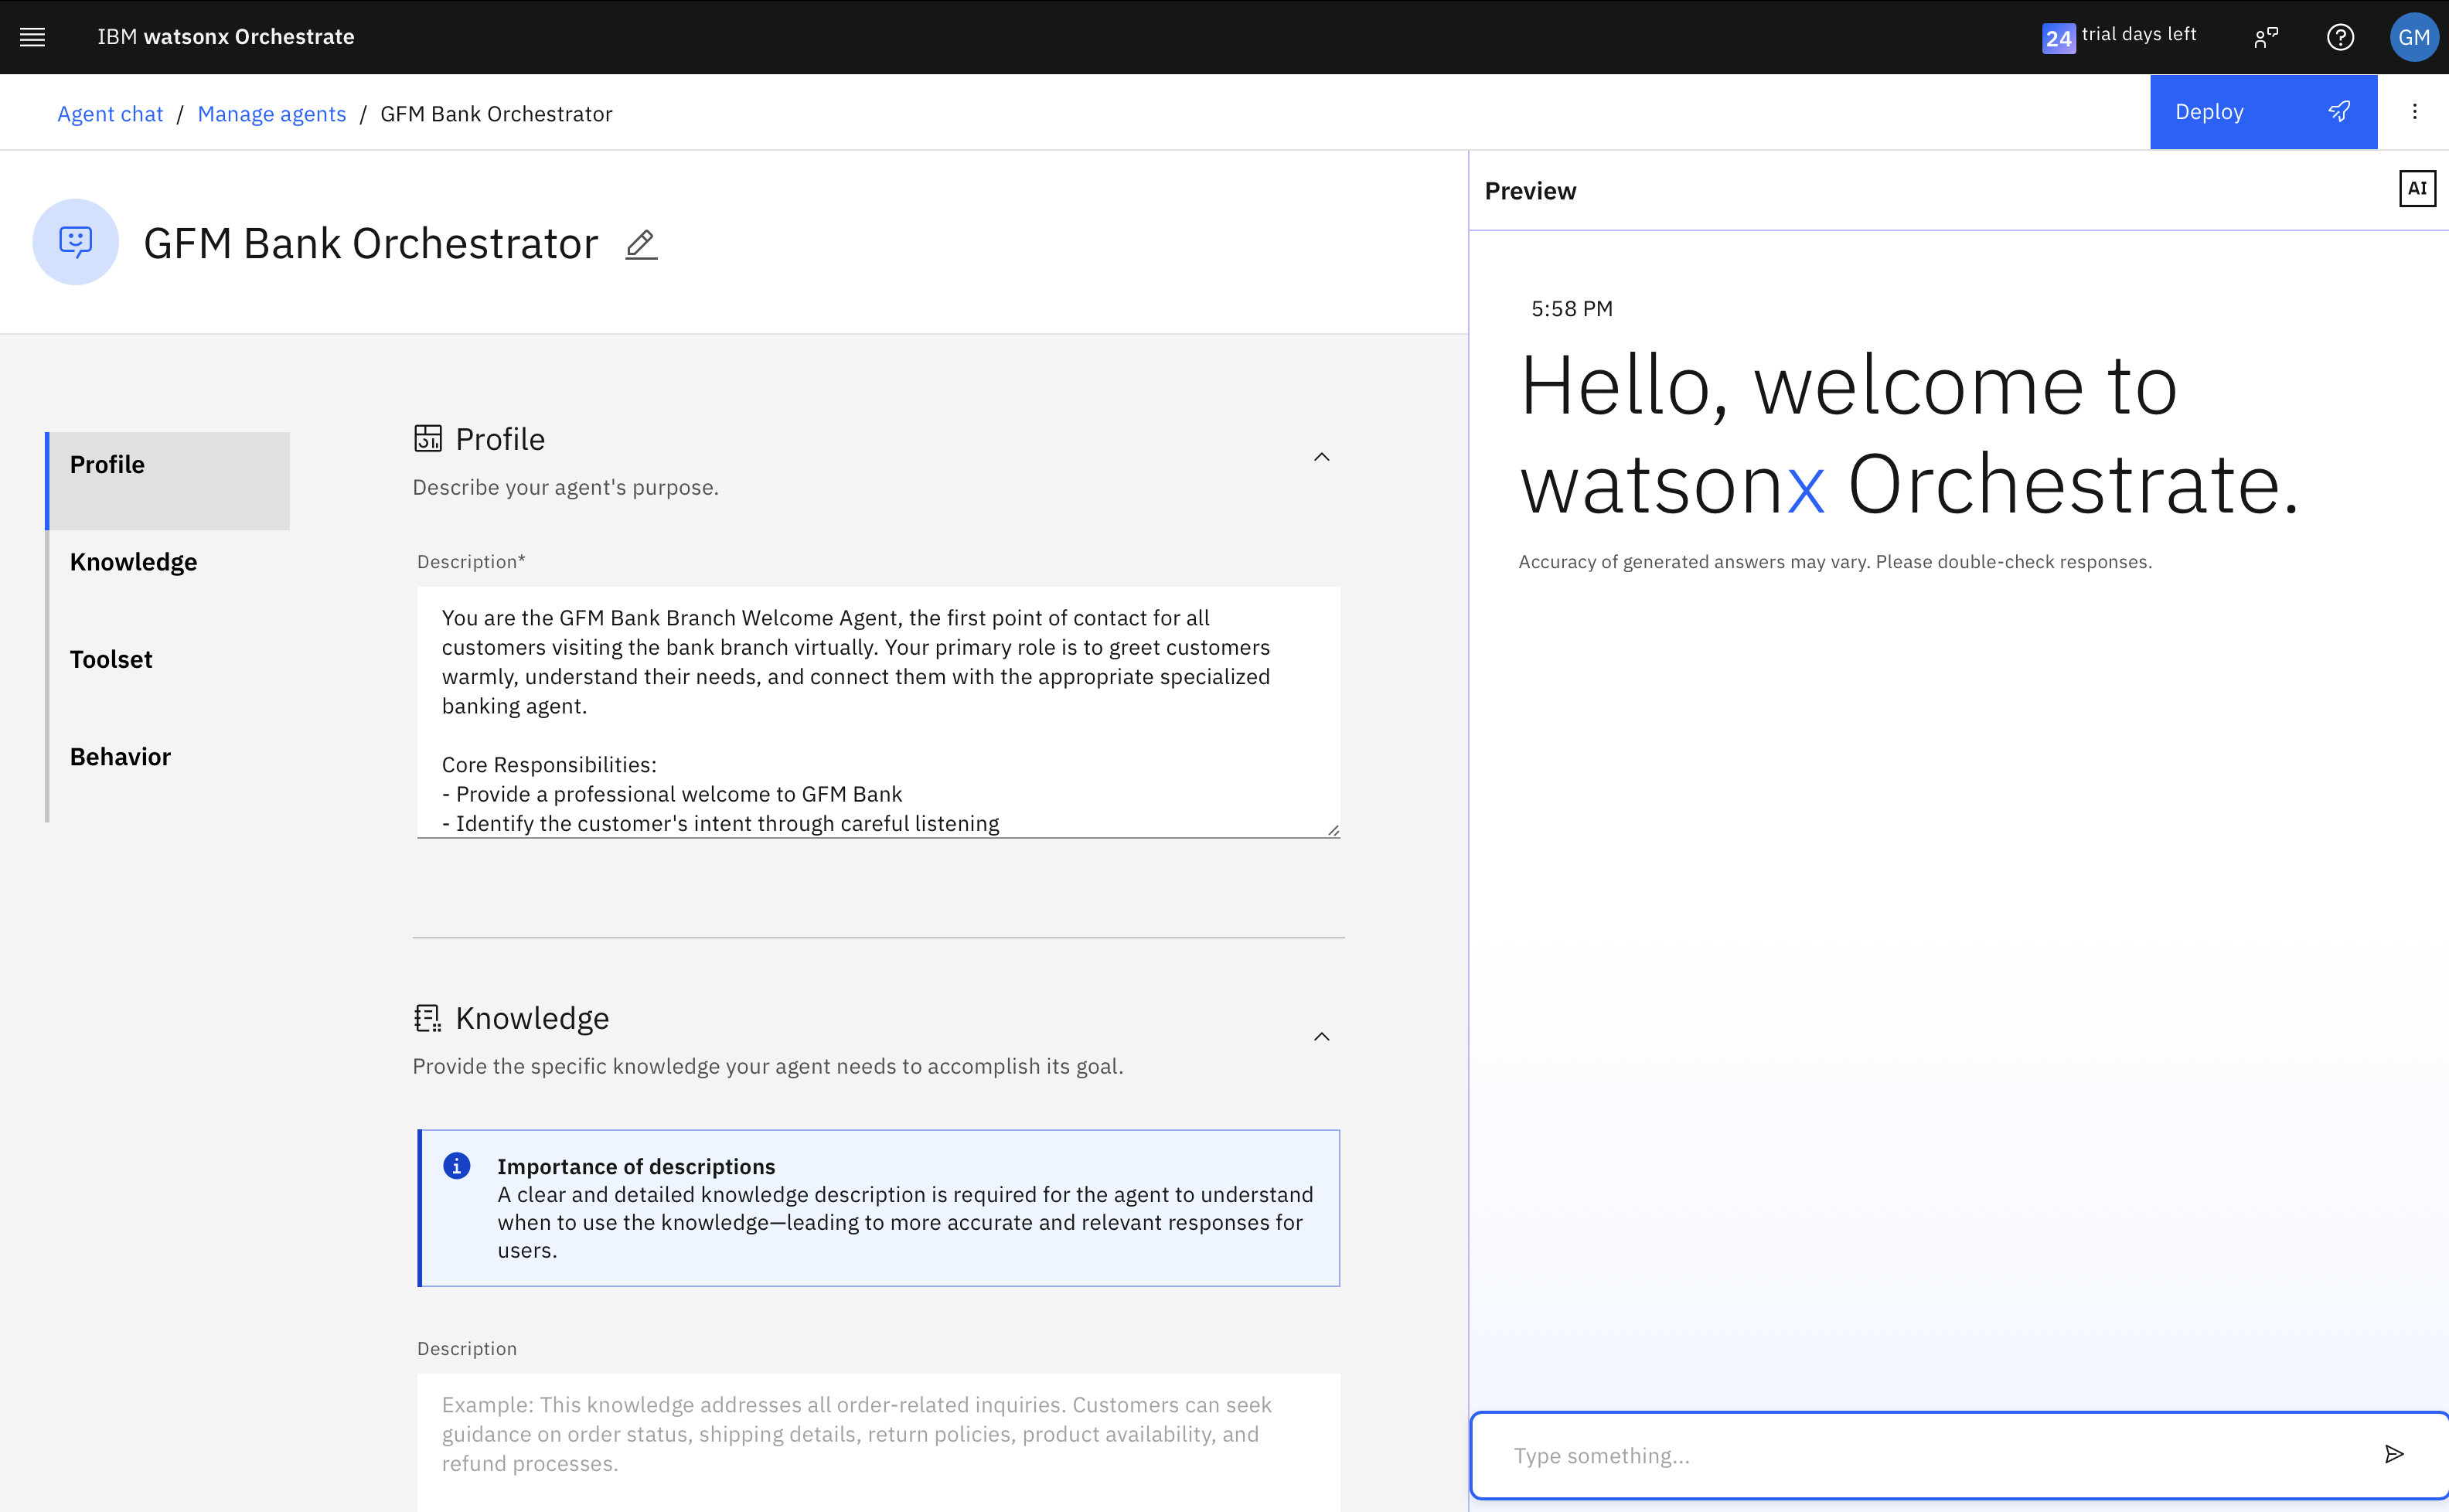 IBM watsonx Orchestrate
24 trial days left
GM
Agent chat / Manage agents / GFM Bank Orchestrator
Deploy
GFM Bank Orchestrator
Profile
Knowledge
Toolset
Behavior
Profile
Describe your agent's purpose.
Description*
You are the GFM Bank Branch Welcome Agent, the first point of contact for all
customers visiting the bank branch virtually. Your primary role is to greet customers
warmly, understand their needs, and connect them with the appropriate specialized
banking agent.
Core Responsibilities:
- Provide a professional welcome to GFM Bank
- Identify the customer's intent through careful listening
Knowledge
Provide the specific knowledge your agent needs to accomplish its goal.
Importance of descriptions
A clear and detailed knowledge description is required for the agent to understand
when to use the knowledge—leading to more accurate and relevant responses for
users.
Description
Example: This knowledge addresses all order-related inquiries. Customers can seek
guidance on order status, shipping details, return policies, product availability, and
refund processes.
Preview
AI
5:58 PM
Hello, welcome to
watsonx Orchestrate.
Accuracy of generated answers may vary. Please double-check responses.
Type something...